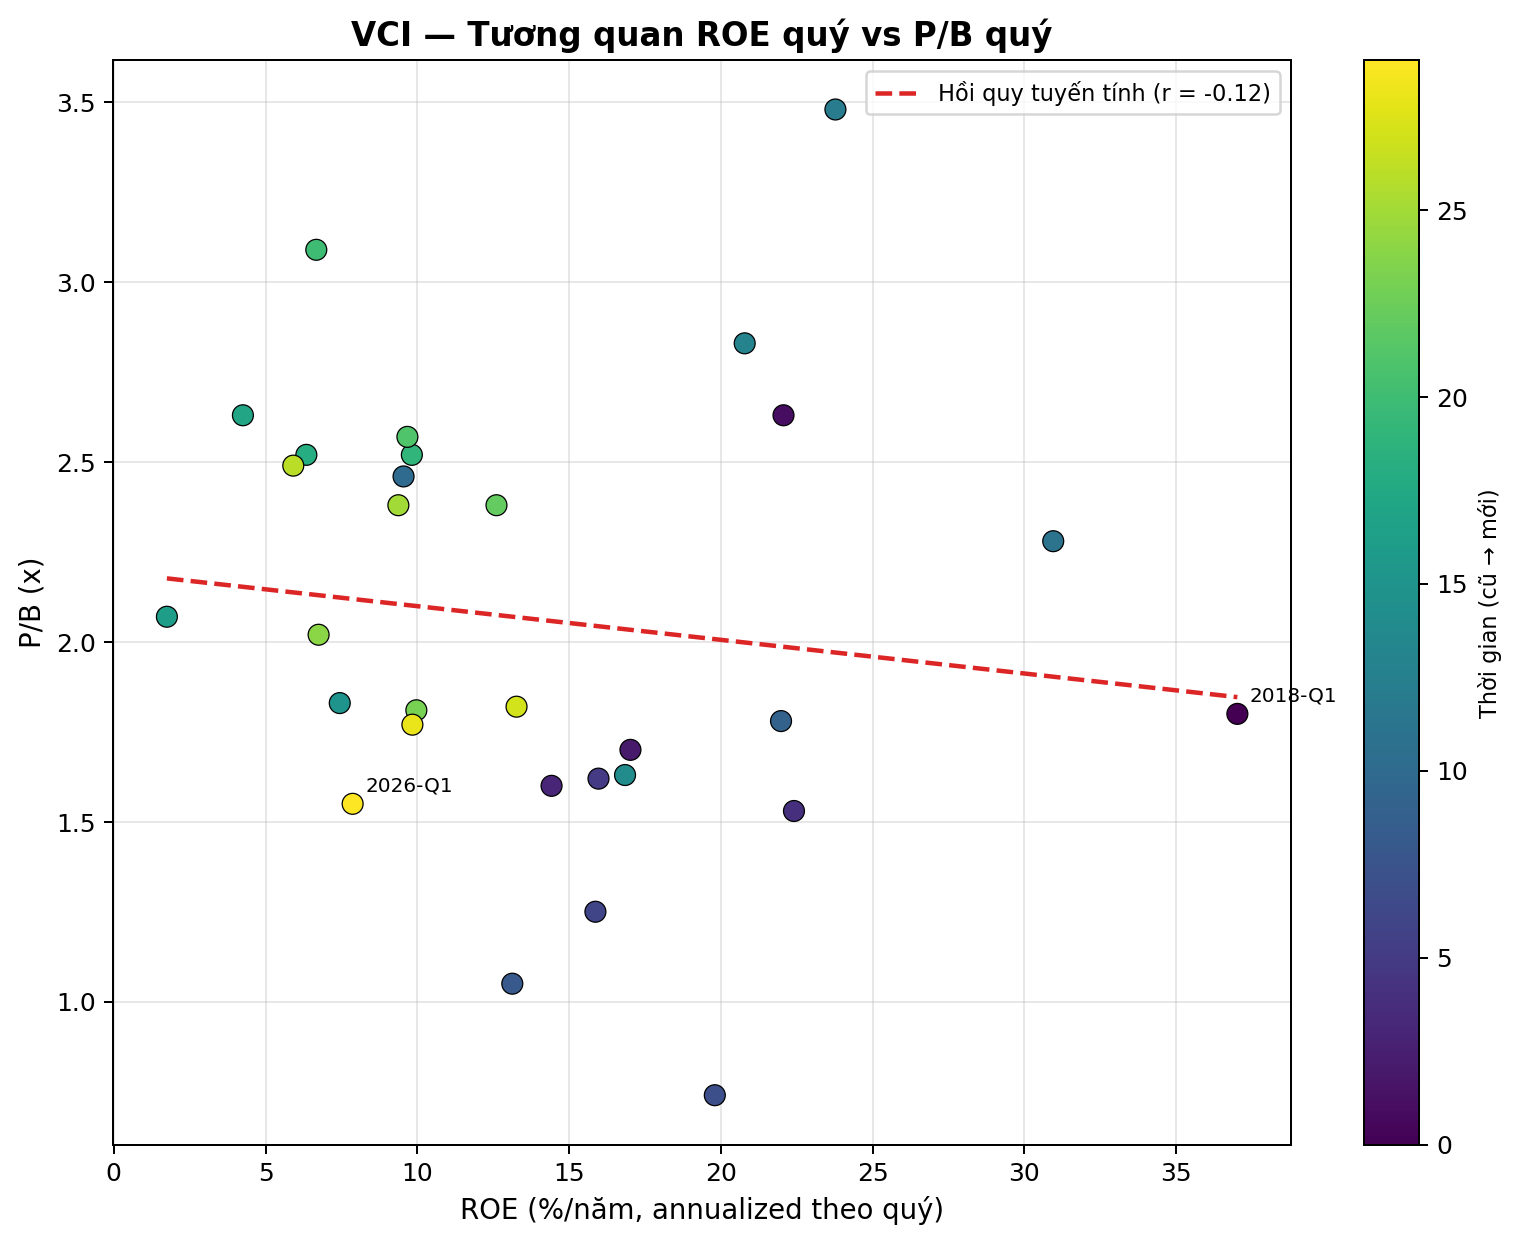 VCI — Tương quan ROE quý vs P/B quý
Hồi quy tuyến tính (r = -0.12)
P/B (x)
3.5
3.0
2.5
2.0
1.5
1.0
2018-Q1
2026-Q1
0 5 10 15 20 25 30 35
ROE (%/năm, annualized theo quý)
25
20
15
10
5
0
Thời gian (cũ → mới)